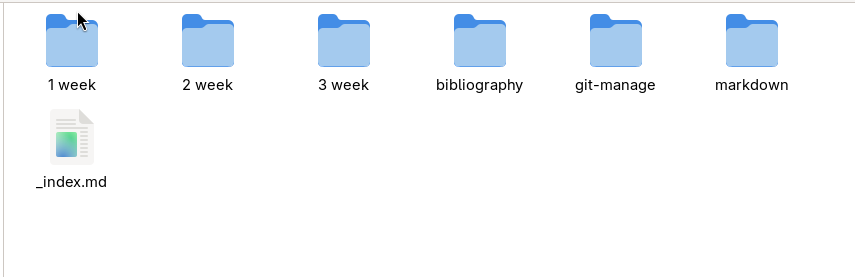 1 week
2 week
3 week
bibliography
git-manage
markdown
_index.md